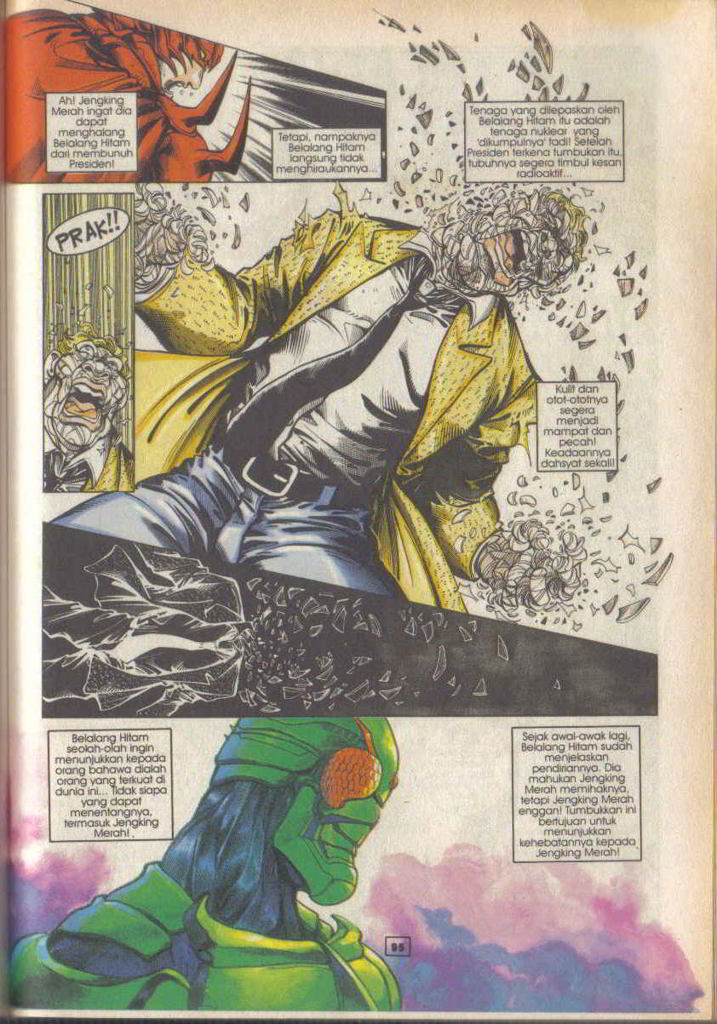 Ah! Jengking
Merah ingat dia
dapat
menghalang
Belalang Hitam
dari membunuh
Presiden!
Tetapi, nampaknya
Belalang Hitam
langsung tidak
menghiraukannya...
Tenaga yang dilepaskan oleh
Belalang Hitam itu adalah
tenaga nuklear yang
'dikumpulnya' tadi! Setelah
Presiden terkena tumbukan itu,
tubuhnya segera timbul kesan
radioaktif...
PRAK!!
Kulit dan
otot-ototnya
segera
menjadi
mampat dan
pecah!
Keadaannya
dahsyat sekali!
Belalang Hitam
seolah-olah ingin
menunjukkan kepada
orang bahawa dialah
orang yang terkuat di
dunia ini... Tidak siapa
yang dapat
menentangnya,
termasuk Jengking
Merah!
Sejak awal-awak lagi,
Belalang Hitam sudah
menjelaskan
pendiriannya. Dia
mahukan Jengking
Merah memihaknya,
tetapi Jengking Merah
enggan! Tumbukkan ini
bertujuan untuk
menunjukkan
kehebatannya kepada
Jengking Merah!
95